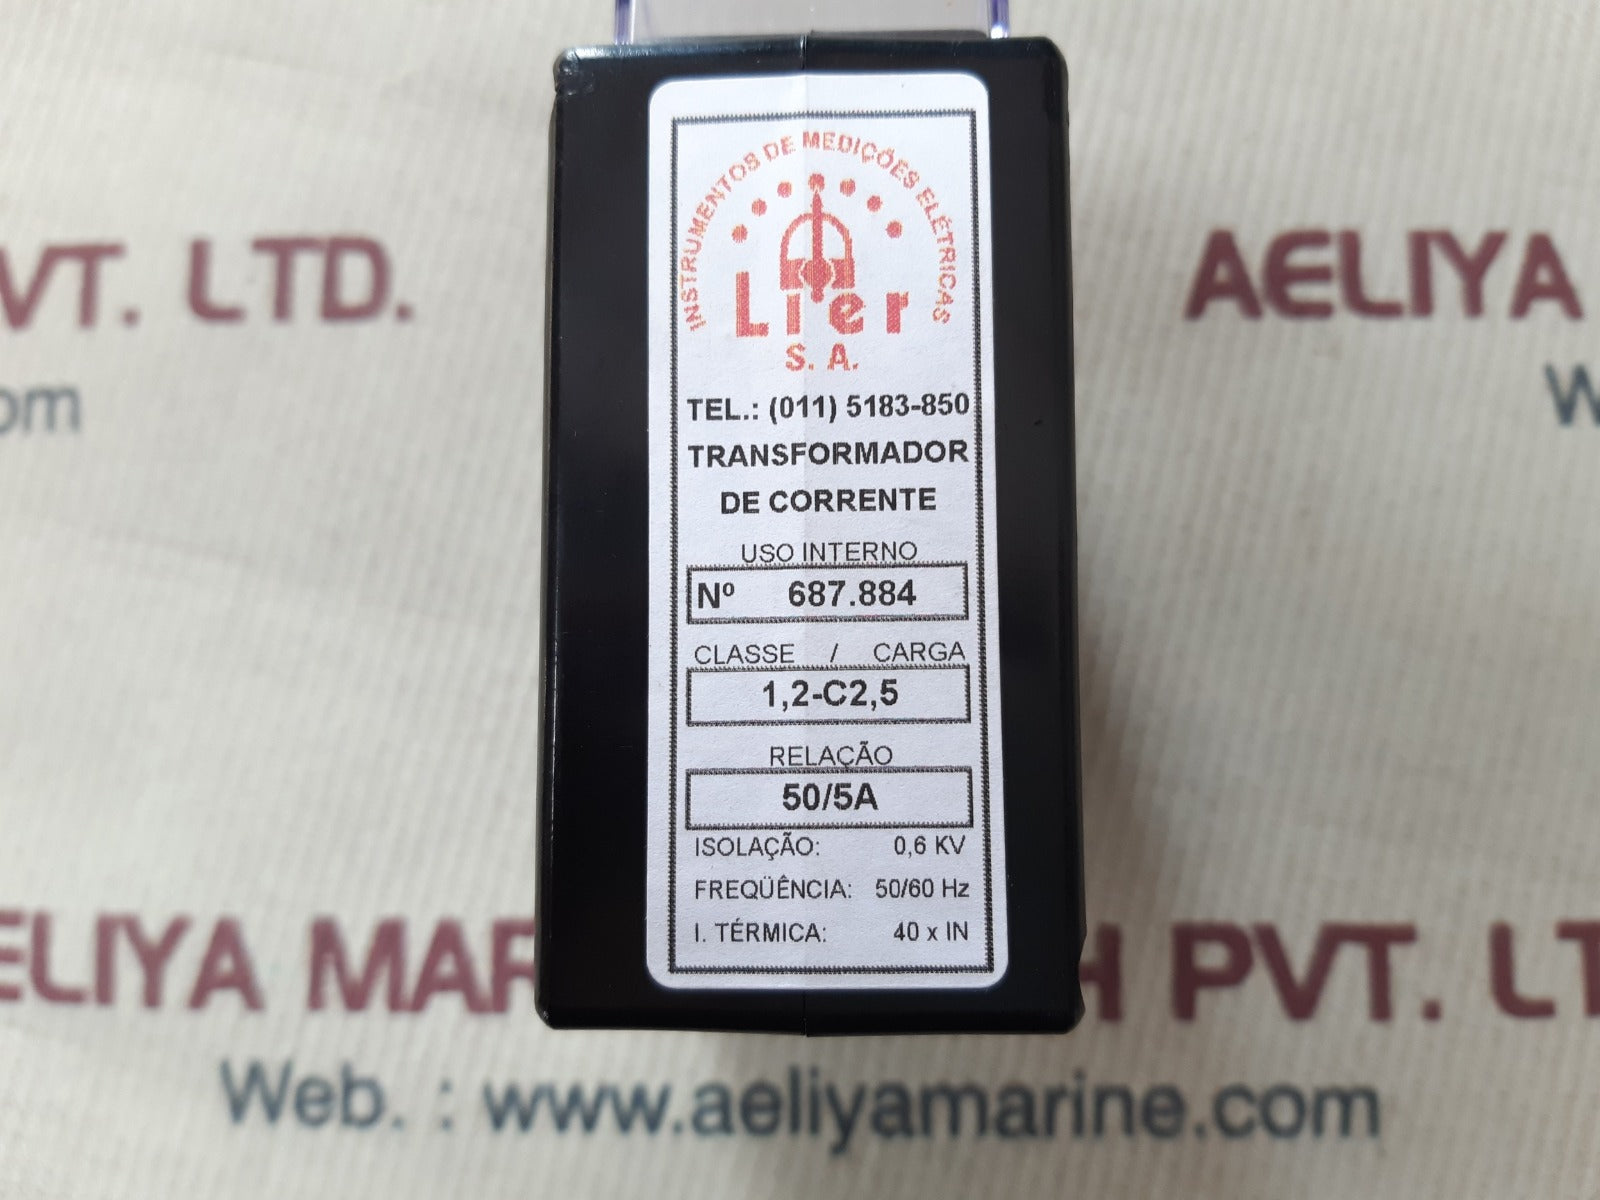 INSTRUMENTOS DE MEDIÇÕES ELÉTRICAS
Lier
S. A.
TEL.: (011) 5183-850
TRANSFORMADOR
DE CORRENTE
USO INTERNO
Nº 687.884
CLASSE / CARGA
1,2-C2,5
RELAÇÃO
50/5A
ISOLAÇÃO: 0,6 KV
FREQÜÊNCIA: 50/60 Hz
I. TÉRMICA: 40 x IN
VT. LTD.
AELIYA
om
W
ELIYA MAR H PVT. LT
Web. : www.aeliyamarine.com